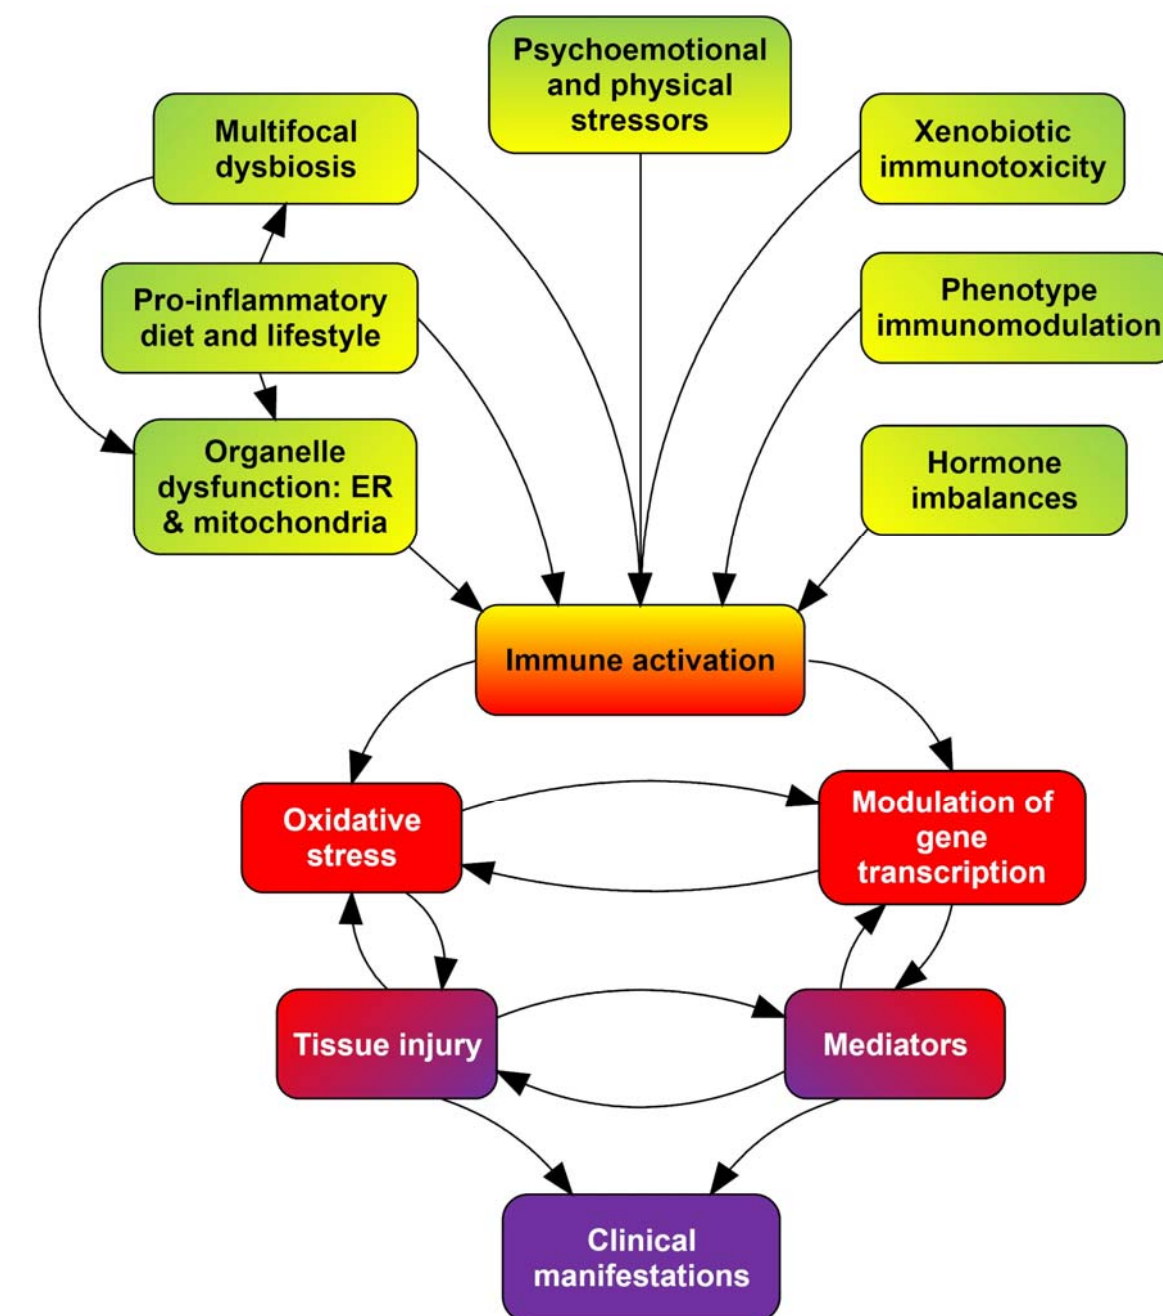 Psychoemotional
and physical
stressors
Multifocal
dysbiosis
Xenobiotic
immunotoxicity
Pro-inflammatory
diet and lifestyle
Phenotype
immunomodulation
Organelle
dysfunction: ER
& mitochondria
Hormone
imbalances
Immune activation
Oxidative
stress
Modulation of
gene
transcription
Tissue injury
Mediators
Clinical
manifestations